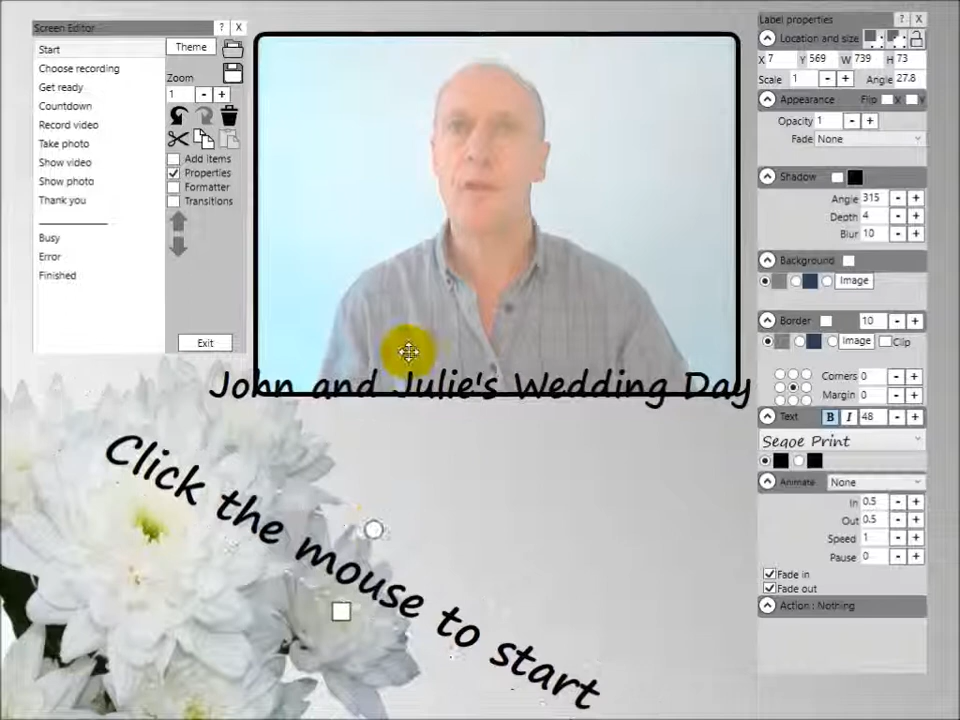 Screen Editor ? X
Start
Choose recording
Get ready
Countdown
Record video
Take photo
Show video
Show photo
Thank you
Busy
Error
Finished
Theme
Zoom
1 - +
Add items
Properties
Formatter
Transitions
Exit
John and Julie's Wedding Day
Click the mouse to start
Label properties ? X
Location and size
X 7 Y 569 W 739 H 73
Scale 1 - + Angle 27.8
Appearance Flip X Y
Opacity 1 - +
Fade None
Shadow
Angle 315 - +
Depth 4 - +
Blur 10 - +
Background
Image
Border 10 - +
Image Clip
Corners 0 - +
Margin 0 - +
Text B I 48 - +
Segoe Print
Animate None
In 0.5 - +
Out 0.5 - +
Speed 1 - +
Pause 0 - +
Fade in
Fade out
Action : Nothing